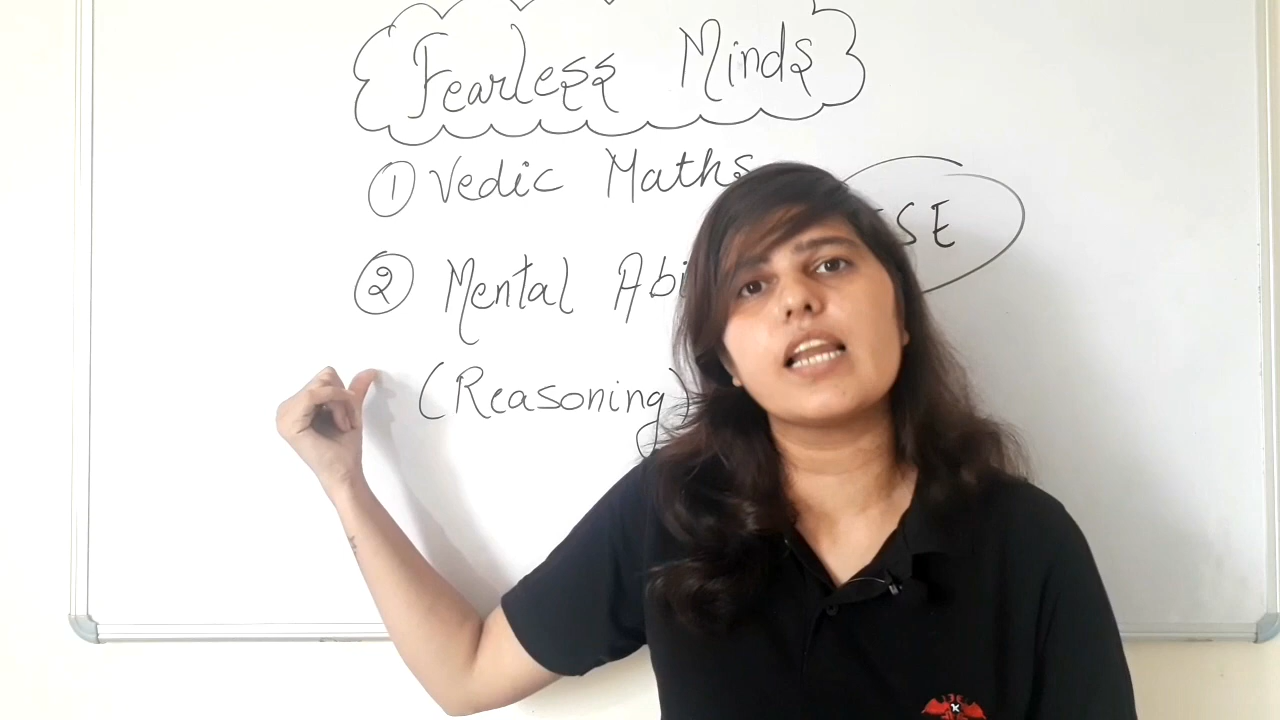 Fearless Minds
① Vedic Maths
SE
② Mental Abi
(Reasoning)